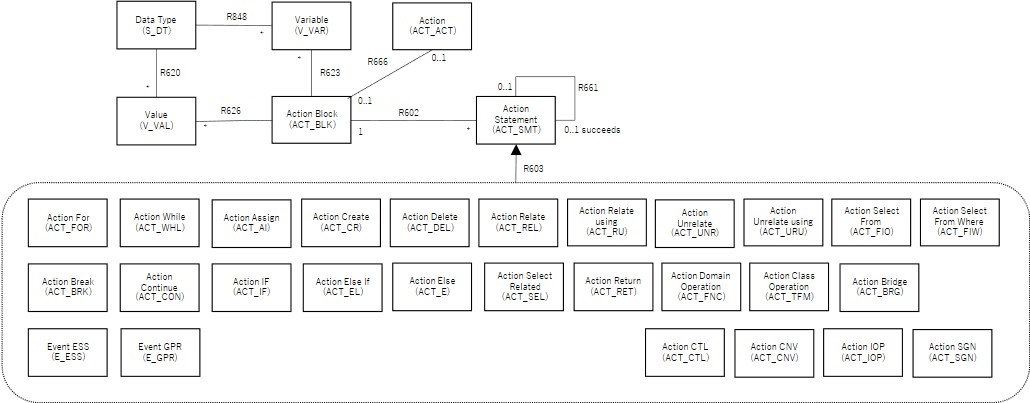 Data Type
(S_DT)
R848
*
Variable
(V_VAR)
Action
(ACT_ACT)
R620
*
*
R623
R666
0..1
0..1
R661
Value
(V_VAL)
R626
*
Action Block
(ACT_BLK)
0..1
R602
1
*
Action
Statement
(ACT_SMT)
0..1 succeeds
R603
Action For
(ACT_FOR)
Action While
(ACT_WHL)
Action Assign
(ACT_AI)
Action Create
(ACT_CR)
Action Delete
(ACT_DEL)
Action Relate
(ACT_REL)
Action Relate
using
(ACT_RU)
Action
Unrelate
(ACT_UNR)
Action
Unrelate using
(ACT_URU)
Action Select
From
(ACT_FIO)
Action Select
From Where
(ACT_FIW)
Action Break
(ACT_BRK)
Action
Continue
(ACT_CON)
Action IF
(ACT_IF)
Action Else If
(ACT_EL)
Action Else
(ACT_E)
Action Select
Related
(ACT_SEL)
Action Return
(ACT_RET)
Action Domain
Operation
(ACT_FNC)
Action Class
Operation
(ACT_TFM)
Action Bridge
(ACT_BRG)
Event ESS
(E_ESS)
Event GPR
(E_GPR)
Action CTL
(ACT_CTL)
Action CNV
(ACT_CNV)
Action IOP
(ACT_IOP)
Action SGN
(ACT_SGN)